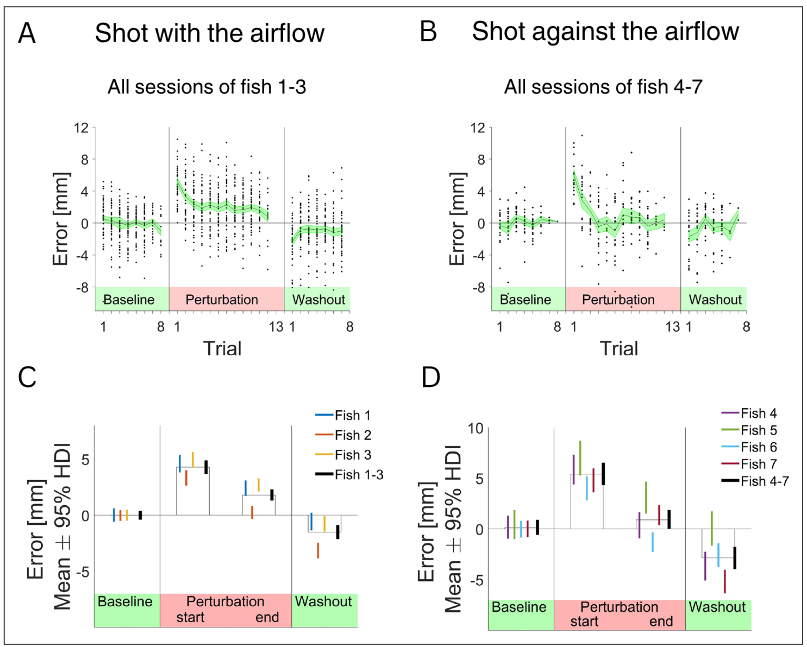 A
Shot with the airflow
All sessions of fish 1-3
Error [mm]
12
8
4
0
-4
-8
Baseline
Perturbation
Washout
1
8
1
13
1
8
Trial
B
Shot against the airflow
All sessions of fish 4-7
Error [mm]
12
8
4
0
-4
-8
Baseline
Perturbation
Washout
1
8
1
13
1
8
Trial
C
Fish 1
Fish 2
Fish 3
Fish 1-3
Error [mm]
Mean ± 95% HDI
5
0
-5
Baseline
Perturbation
start
end
Washout
D
Fish 4
Fish 5
Fish 6
Fish 7
Fish 4-7
Error [mm]
Mean ± 95% HDI
10
5
0
-5
Baseline
Perturbation
start
end
Washout